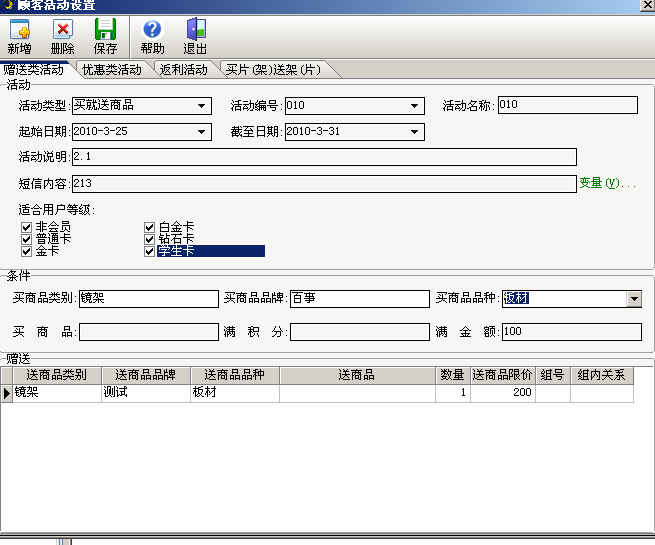 顾客活动设置
新增 删除 保存 帮助 退出
赠送类活动 优惠类活动 返利活动 买片(架)送架(片)
活动
活动类型: 买就送商品 活动编号: 010 活动名称: 010
起始日期: 2010-3-25 截至日期: 2010-3-31
活动说明: 2.1
短信内容: 213 变量(V)...
适合用户等级:
非会员 白金卡
普通卡 钻石卡
金卡 学生卡
条件
买商品类别: 镜架 买商品品牌: 百事 买商品品种: 板材
买 商 品: 满 积 分: 满 金 额: 100
赠送
送商品类别 送商品品牌 送商品品种 送商品 数量 送商品限价 组号 组内关系
镜架 测试 板材 1 200